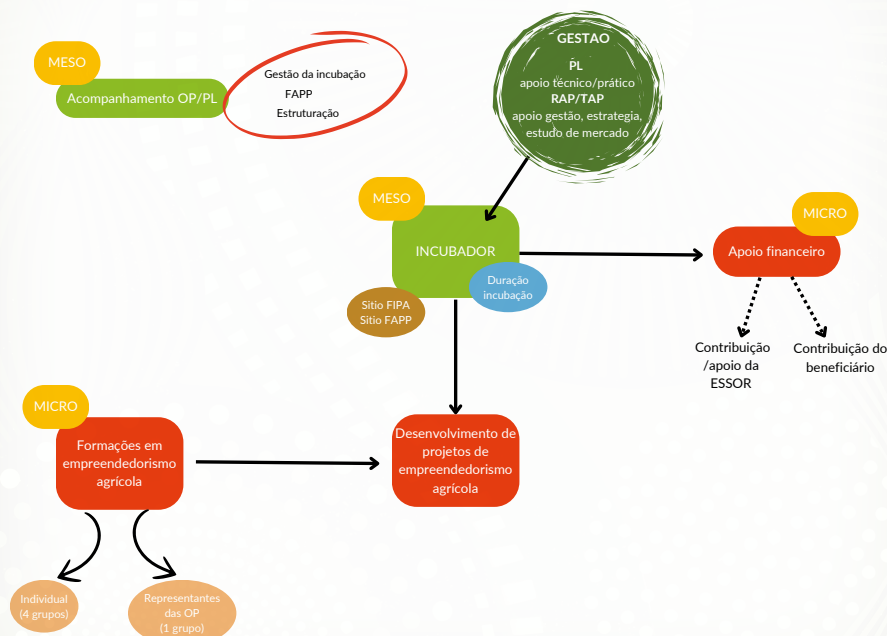 MESO
Acompanhamento OP/PL
Gestão da incubação
FAPP
Estruturação
GESTAO
PL
apoio técnico/prático
RAP/TAP
apoio gestão, estrategia,
estudo de mercado
MESO
INCUBADOR
Duração
incubação
Sitio FIPA
Sitio FAPP
MICRO
Apoio financeiro
Contribuição
/apoio da
ESSOR
Contribuição do
beneficiário
MICRO
Formações em
empreendedorismo
agrícola
Desenvolvimento de
projetos de
empreendedorismo
agrícola
Individual
(4 grupos)
Representantes
das OP
(1 grupo)